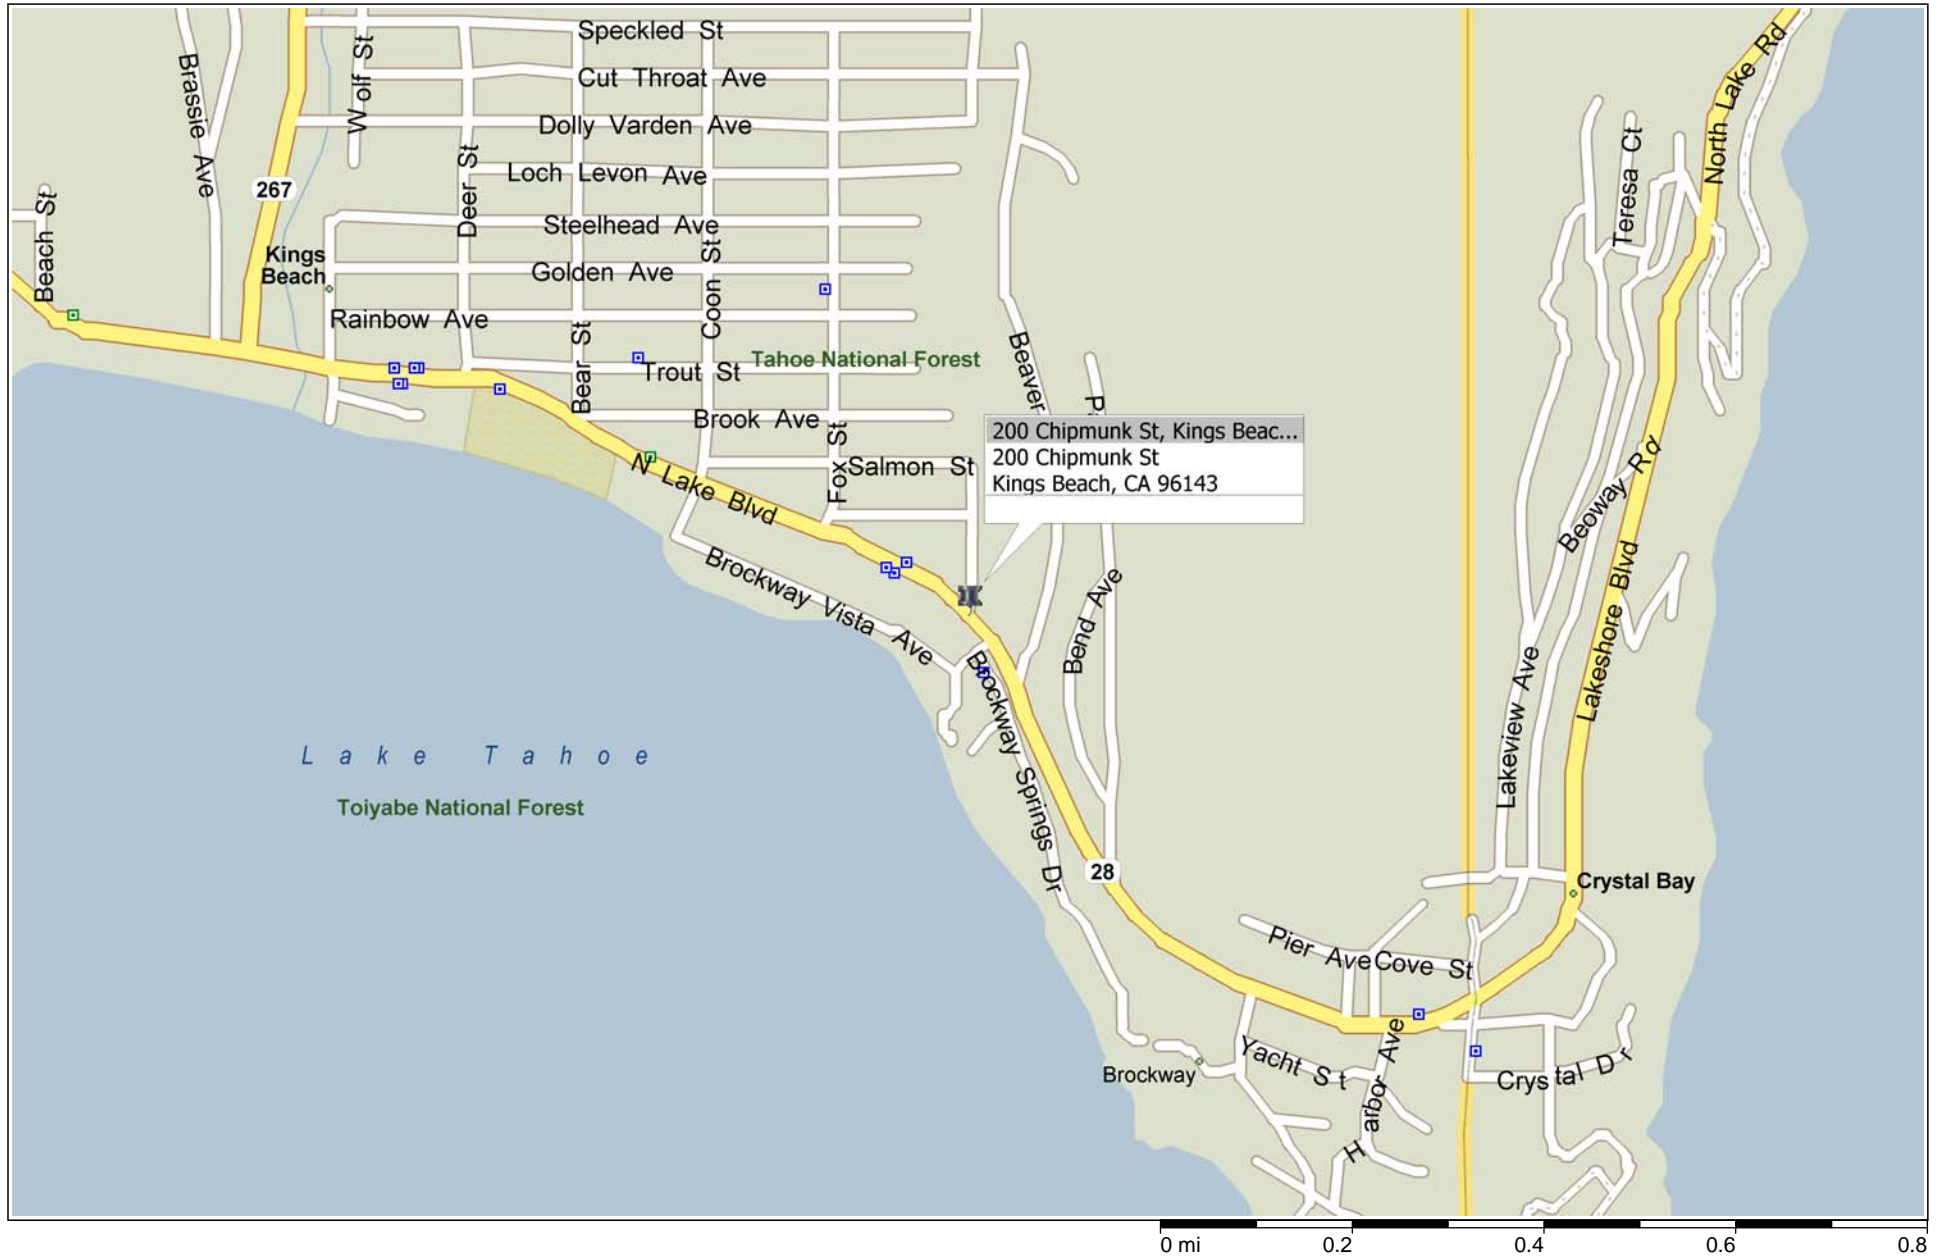 Speckled St
Cut Throat Ave
Dolly Varden Ave
Loch Levon Ave
Steelhead Ave
Golden Ave
Rainbow Ave
Trout St
Tahoe National Forest
Brook Ave
Salmon St
Brassie Ave
Wolf St
Deer St
267
Beach St
Kings
Beach
Coon St
Bear St
Fox St
N Lake Blvd
Beaver
P
200 Chipmunk St, Kings Beac...
200 Chipmunk St
Kings Beach, CA 96143
Brockway Vista Ave
Bend Ave
Brockway Springs Dr
Lake Tahoe
Toiyabe National Forest
28
North Lake Rd
Teresa Ct
Beoway Rd
Lakeshore Blvd
Lakeview Ave
Crystal Bay
Pier Ave
Cove St
Harbor Ave
Yacht St
Brockway
Crystal Dr
0 mi
0.2
0.4
0.6
0.8